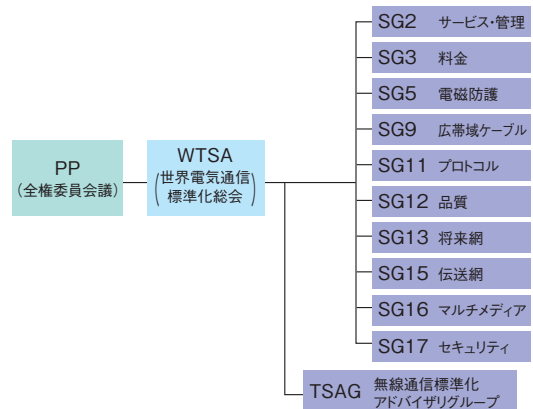 PP
(全権委員会議)
WTSA
(世界電気通信
標準化総会)
SG2 サービス・管理
SG3 料金
SG5 電磁防護
SG9 広帯域ケーブル
SG11 プロトコル
SG12 品質
SG13 将来網
SG15 伝送網
SG16 マルチメディア
SG17 セキュリティ
TSAG 無線通信標準化
アドバイザリグループ